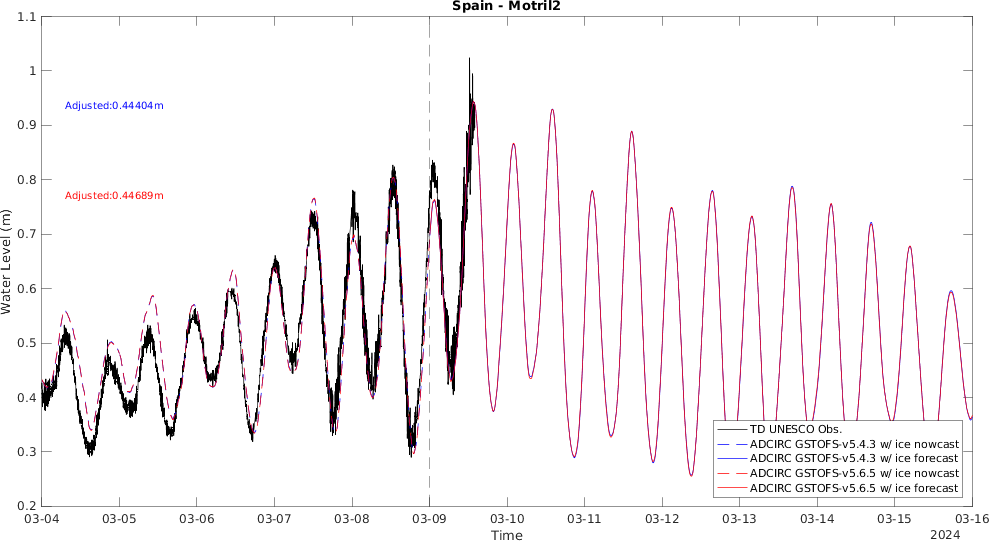 Spain - Motril2
1.1
1
0.9
0.8
0.7
0.6
0.5
0.4
0.3
0.2
Water Level (m)
Adjusted:0.44404m
Adjusted:0.44689m
TD UNESCO Obs.
ADCIRC GSTOFS-v5.4.3 w/ ice nowcast
ADCIRC GSTOFS-v5.4.3 w/ ice forecast
ADCIRC GSTOFS-v5.6.5 w/ ice nowcast
ADCIRC GSTOFS-v5.6.5 w/ ice forecast
03-04 03-05 03-06 03-07 03-08 03-09 03-10 03-11 03-12 03-13 03-14 03-15 03-16
Time
2024